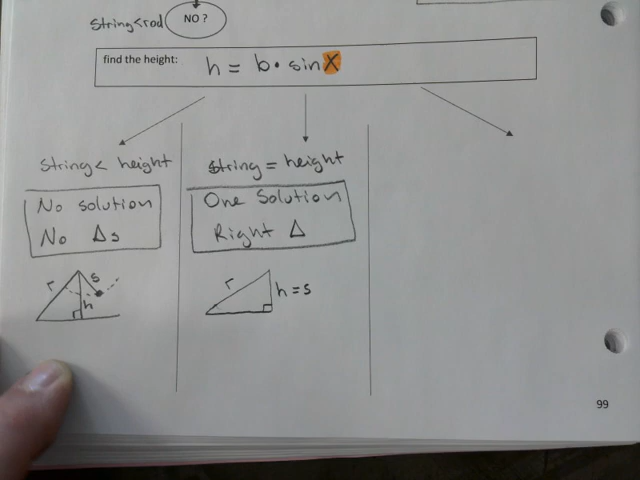 String<rod
NO ?
find the height: h = b • sin X
String < height
No solution
No Δs
r
s
h
string = height
One Solution
Right Δ
r
h = s
99